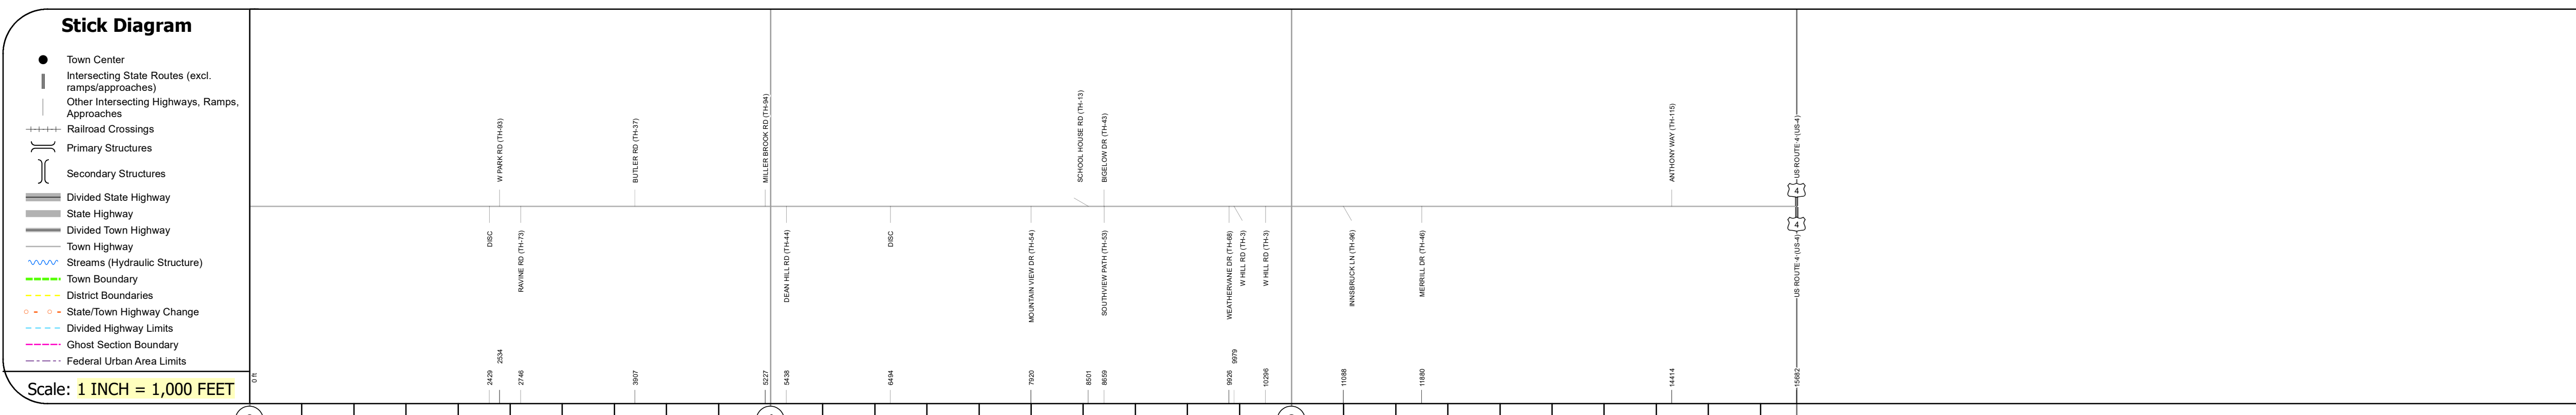 Stick Diagram
Town Center
Intersecting State Routes (excl.
ramps/approaches)
Other Intersecting Highways, Ramps,
Approaches
Railroad Crossings
Primary Structures
Secondary Structures
Divided State Highway
State Highway
Divided Town Highway
Town Highway
Streams (Hydraulic Structure)
Town Boundary
District Boundaries
State/Town Highway Change
Divided Highway Limits
Ghost Section Boundary
Federal Urban Area Limits
Scale: 1 INCH = 1,000 FEET
W PARK RD (TH-93)
BUTLER RD (TH-37)
MILLER BROOK RD (TH-94)
SCHOOL HOUSE RD (TH-13)
BIGELOW DR (TH-43)
ANTHONY WAY (TH-115)
US ROUTE 4 (US-4)
4
4
DISC
RAVINE RD (TH-73)
DEAN HILL RD (TH-44)
DISC
MOUNTAIN VIEW DR (TH-54)
SOUTHVIEW PATH (TH-53)
WEATHERVANE DR (TH-68)
W HILL RD (TH-3)
W HILL RD (TH-3)
INNSBRUCK LN (TH-96)
MERRILL DR (TH-46)
US ROUTE 4 (US-4)
0 ft
2429
2534
2746
3907
5227
5438
6494
7920
8501
8659
9926
9979
10296
11088
11880
14414
15682